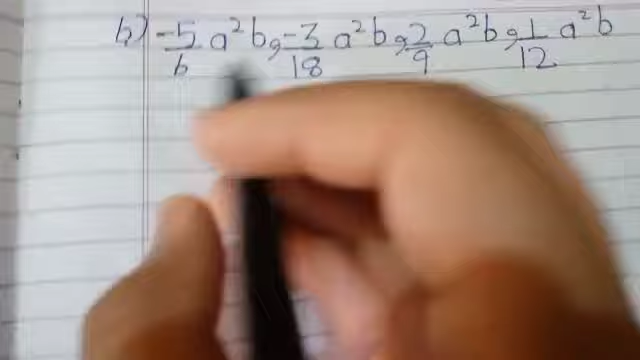 b) -5/6 a²b, -3/18 a²b, 2/9 a²b, 1/12 a²b